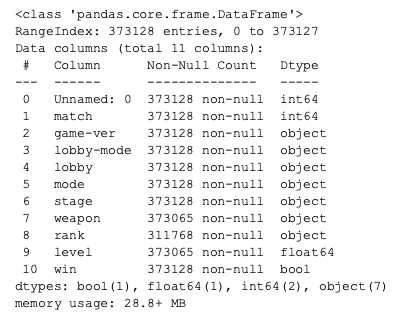 <class 'pandas.core.frame.DataFrame'>
RangeIndex: 373128 entries, 0 to 373127
Data columns (total 11 columns):
 #   Column      Non-Null Count   Dtype
---  ------      --------------   -----
 0   Unnamed: 0  373128 non-null  int64
 1   match       373128 non-null  int64
 2   game-ver    373128 non-null  object
 3   lobby-mode  373128 non-null  object
 4   lobby       373128 non-null  object
 5   mode        373128 non-null  object
 6   stage       373128 non-null  object
 7   weapon      373065 non-null  object
 8   rank        311768 non-null  object
 9   level       373065 non-null  float64
 10  win         373128 non-null  bool
dtypes: bool(1), float64(1), int64(2), object(7)
memory usage: 28.8+ MB